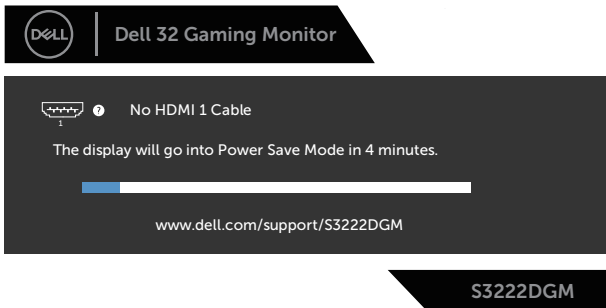 DELL
Dell 32 Gaming Monitor
? No HDMI 1 Cable
1
The display will go into Power Save Mode in 4 minutes.
www.dell.com/support/S3222DGM
S3222DGM